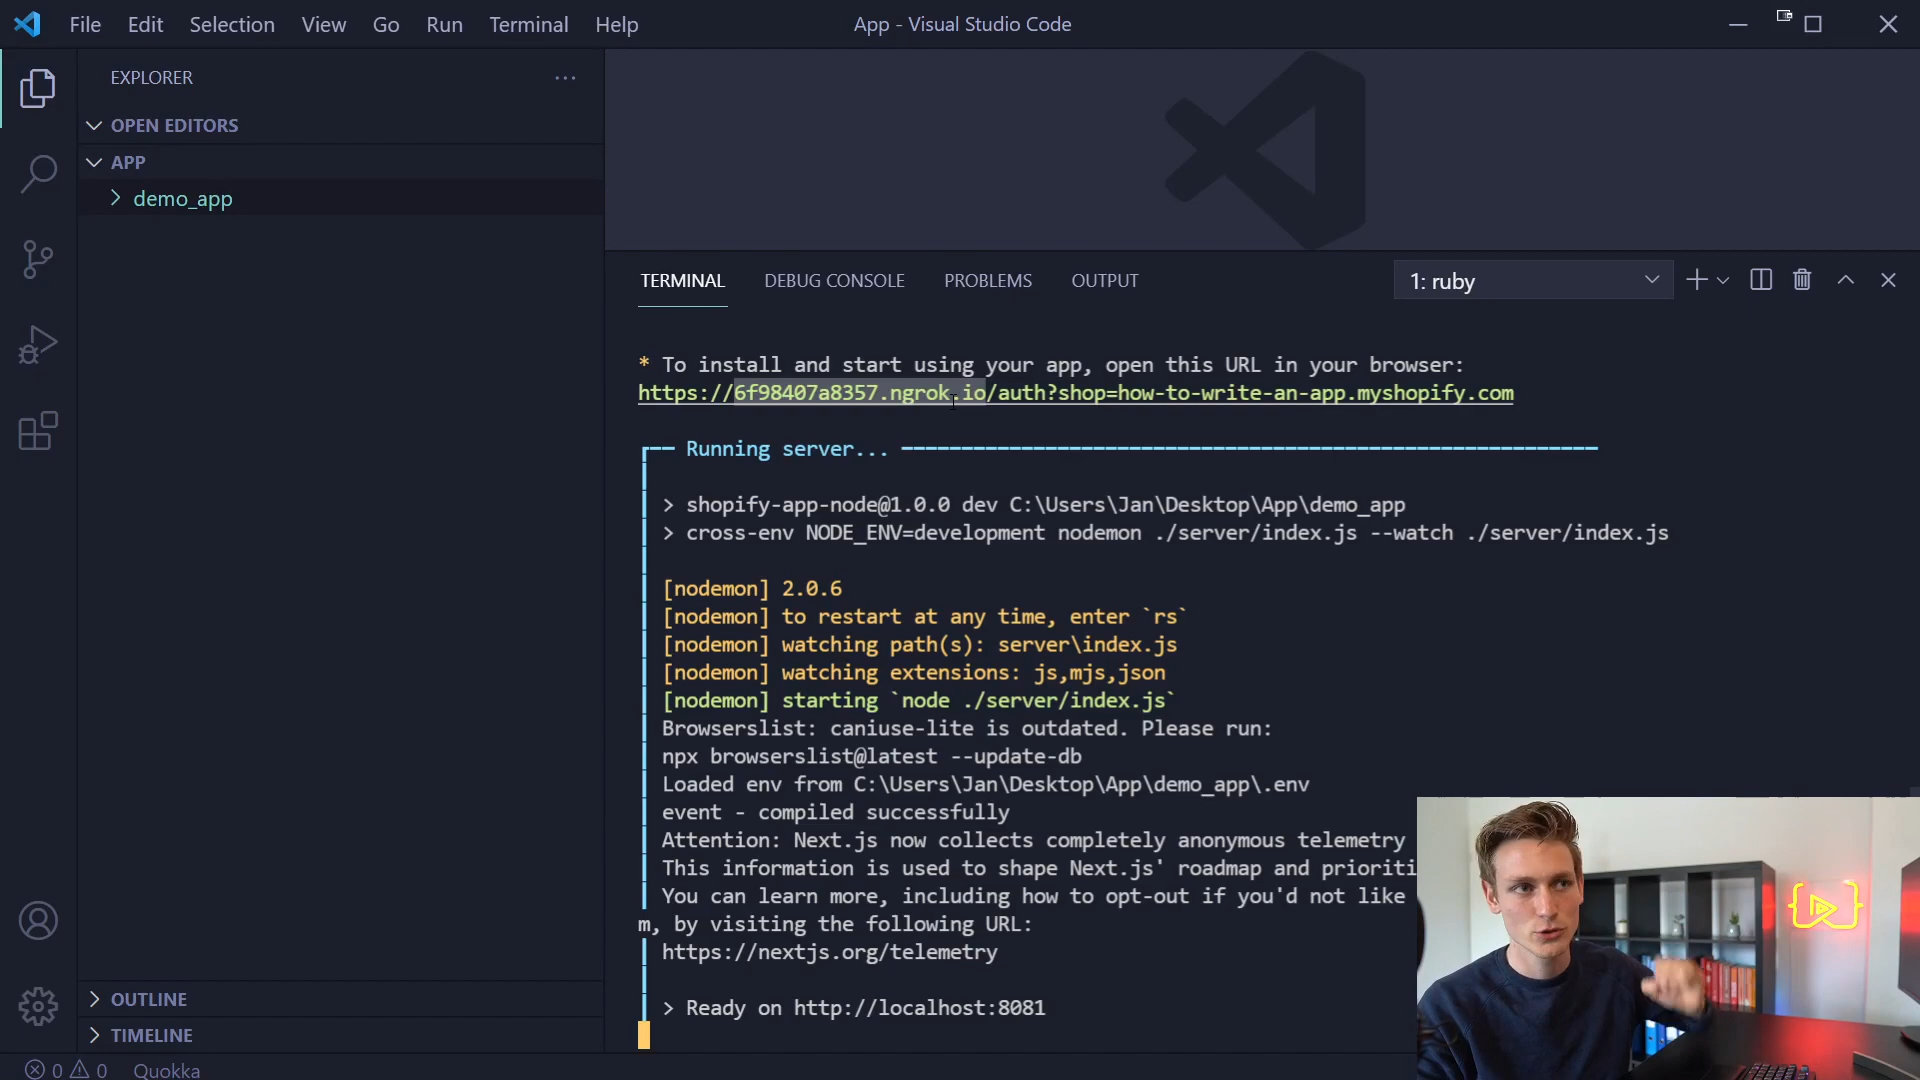 File Edit Selection View Go Run Terminal Help
App - Visual Studio Code
EXPLORER
OPEN EDITORS
APP
demo_app
OUTLINE
TIMELINE
TERMINAL DEBUG CONSOLE PROBLEMS OUTPUT
1: ruby
* To install and start using your app, open this URL in your browser:
https://6f98407a8357.ngrok.io/auth?shop=how-to-write-an-app.myshopify.com
Running server...
> shopify-app-node@1.0.0 dev C:\Users\Jan\Desktop\App\demo_app
> cross-env NODE_ENV=development nodemon ./server/index.js --watch ./server/index.js
[nodemon] 2.0.6
[nodemon] to restart at any time, enter `rs`
[nodemon] watching path(s): server\index.js
[nodemon] watching extensions: js,mjs,json
[nodemon] starting `node ./server/index.js`
Browserslist: caniuse-lite is outdated. Please run:
npx browserslist@latest --update-db
Loaded env from C:\Users\Jan\Desktop\App\demo_app\.env
event - compiled successfully
Attention: Next.js now collects completely anonymous telemetry
This information is used to shape Next.js' roadmap and prioriti
You can learn more, including how to opt-out if you'd not like
m, by visiting the following URL:
https://nextjs.org/telemetry
> Ready on http://localhost:8081
0 0 Quokka